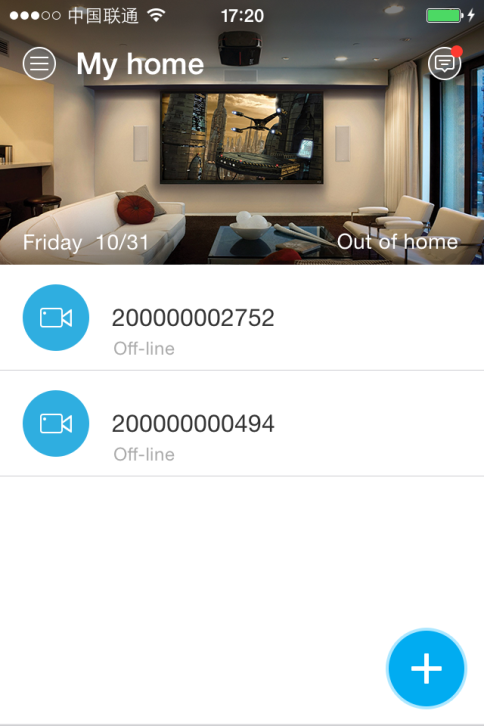 中国联通 17:20
My home
Friday 10/31 Out of home
200000002752
Off-line
200000000494
Off-line